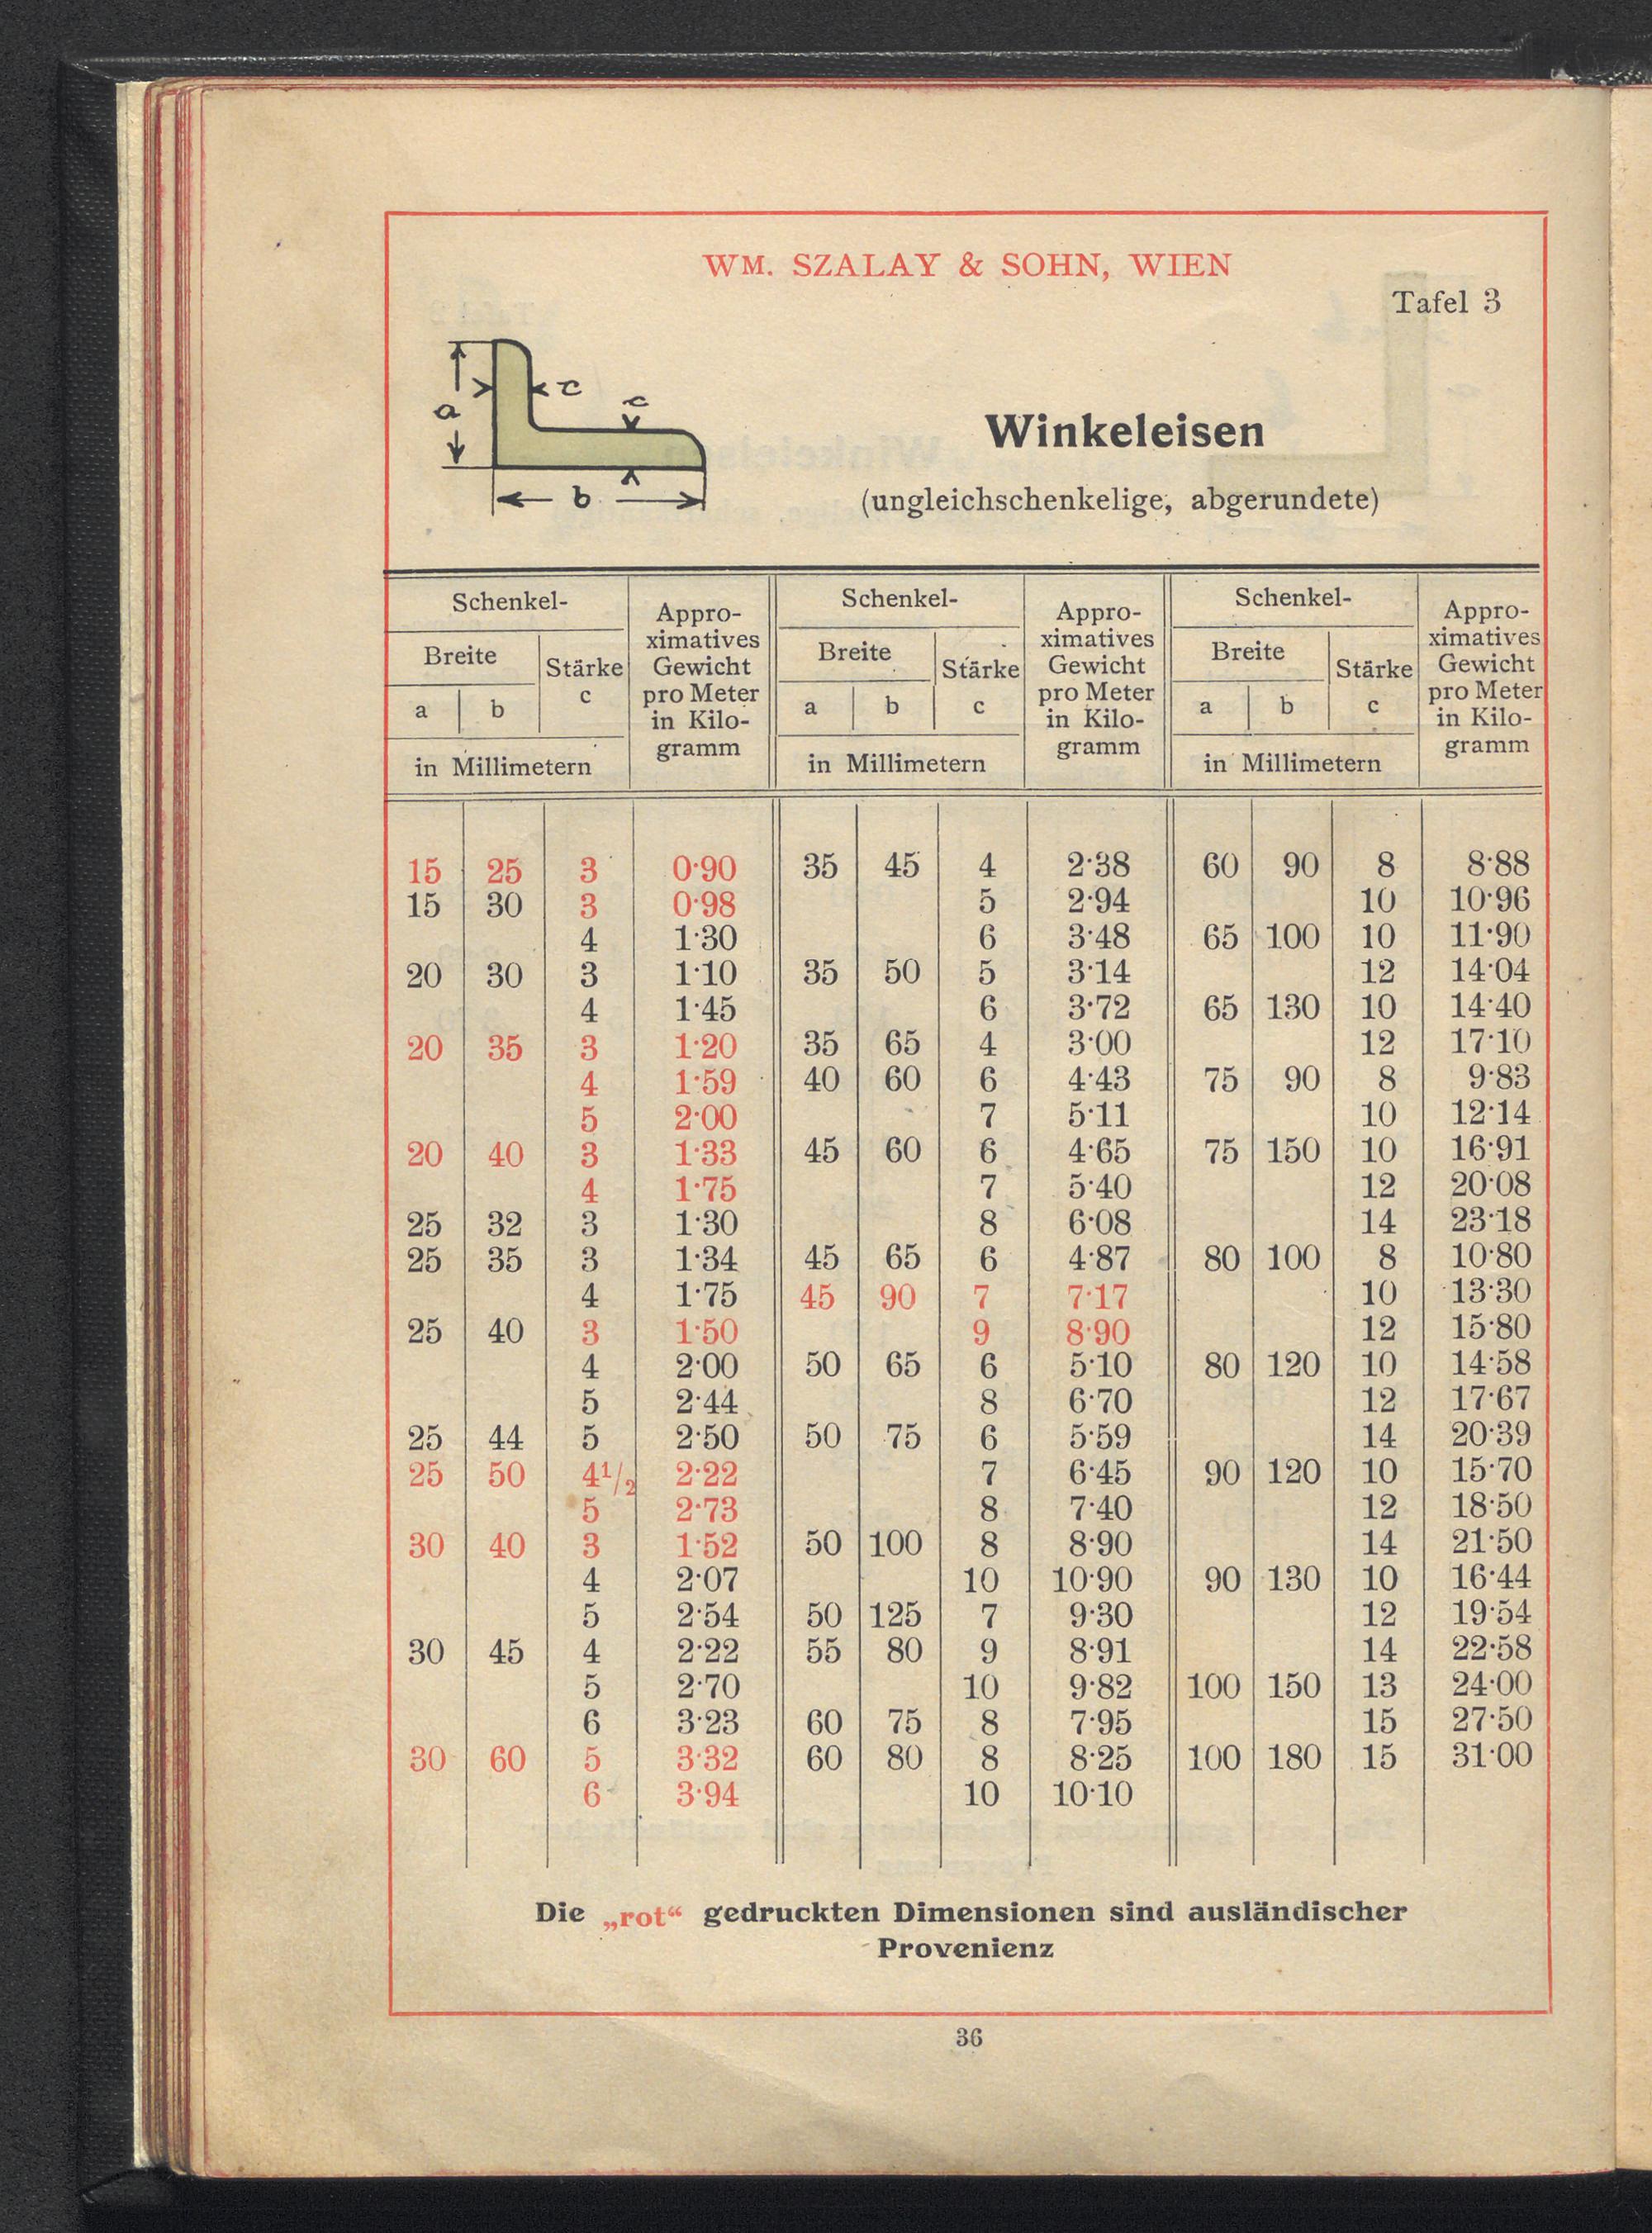 WM. SZALAY & SOHN, WIEN
Tafel 3
a c c b
Winkeleisen
(ungleichschenkelige, abgerundete)
Schenkel- Appro- Schenkel- Appro- Schenkel- Appro-
ximatives ximatives ximatives
Breite Stärke Gewicht Breite Stärke Gewicht Breite Stärke Gewicht
a b c pro Meter a b c pro Meter a b c pro Meter
in Kilo- in Kilo- in Kilo-
in Millimetern gramm in Millimetern gramm in Millimetern gramm
15 25 3 0·90 35 45 4 2·38 60 90 8 8·88
15 30 3 0·98 5 2·94 10 10·96
4 1·30 6 3·48 65 100 10 11·90
20 30 3 1·10 35 50 5 3·14 12 14·04
4 1·45 6 3·72 65 130 10 14·40
20 35 3 1·20 35 65 4 3·00 12 17·10
4 1·59 40 60 6 4·43 75 90 8 9·83
5 2·00 7 5·11 10 12·14
20 40 3 1·33 45 60 6 4·65 75 150 10 16·91
4 1·75 7 5·40 12 20·08
25 32 3 1·30 8 6·08 14 23·18
25 35 3 1·34 45 65 6 4·87 80 100 8 10·80
4 1·75 45 90 7 7·17 10 13·30
25 40 3 1·50 9 8·90 12 15·80
4 2·00 50 65 6 5·10 80 120 10 14·58
5 2·44 8 6·70 12 17·67
25 44 5 2·50 50 75 6 5·59 14 20·39
25 50 4¹/₂ 2·22 7 6·45 90 120 10 15·70
5 2·73 8 7·40 12 18·50
30 40 3 1·52 50 100 8 8·90 14 21·50
4 2·07 10 10·90 90 130 10 16·44
5 2·54 50 125 7 9·30 12 19·54
30 45 4 2·22 55 80 9 8·91 14 22·58
5 2·70 10 9·82 100 150 13 24·00
6 3·23 60 75 8 7·95 15 27·50
30 60 5 3·32 60 80 8 8·25 100 180 15 31·00
6 3·94 10 10·10
Die „rot“ gedruckten Dimensionen sind ausländischer
Provenienz
36